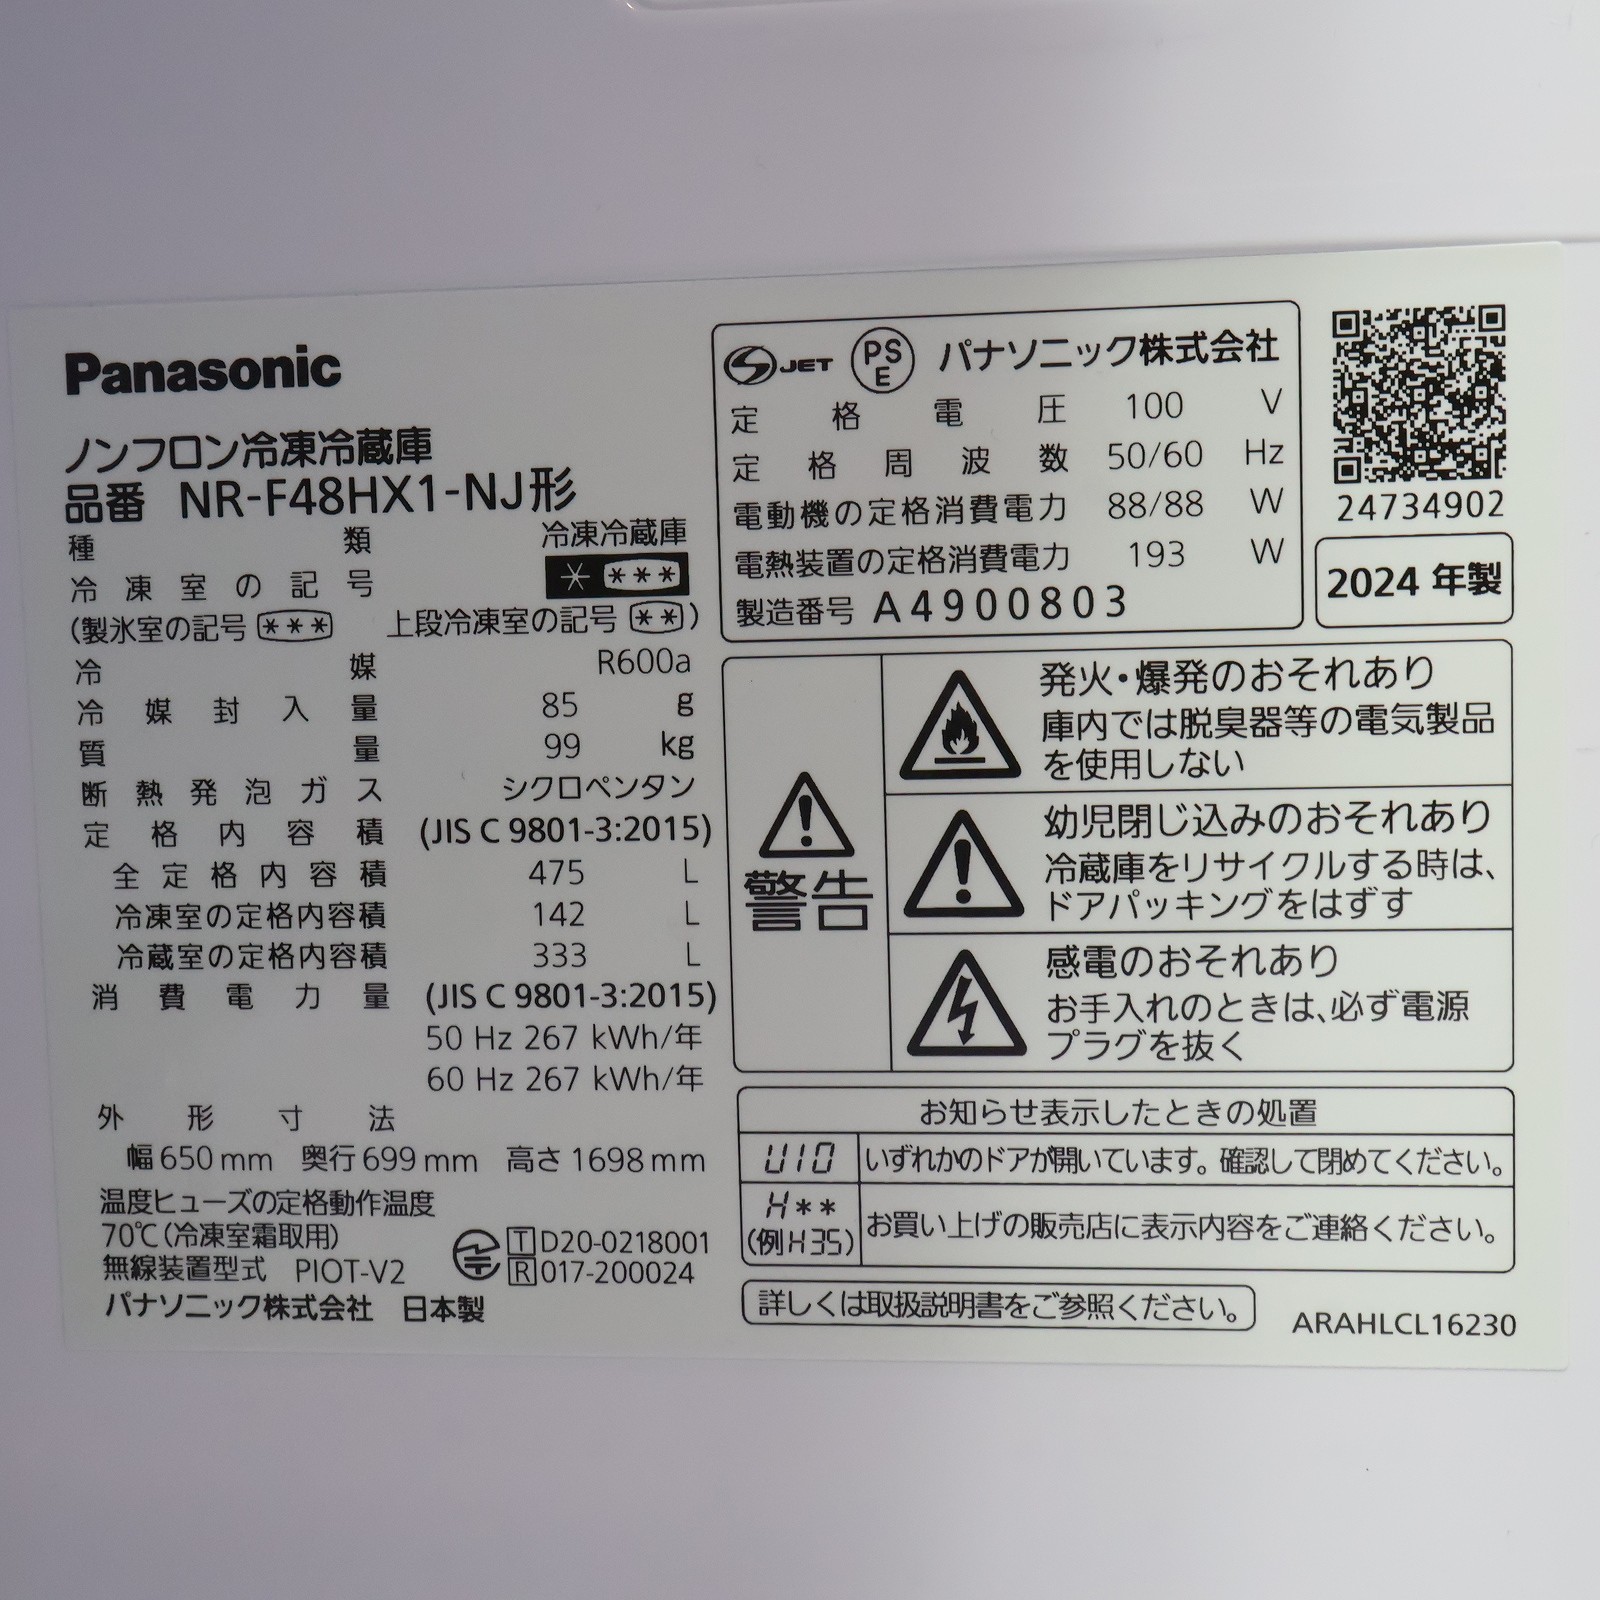 Panasonic
ノンフロン冷凍冷蔵庫
品番 NR-F48HX1-NJ形
種類 冷凍冷蔵庫
冷凍室の記号 * ***
(製氷室の記号 *** 上段冷凍室の記号 **)
冷媒 R600a
冷媒封入量 85 g
質量 99 kg
断熱発泡ガス シクロペンタン
定格内容積 (JIS C 9801-3:2015)
全定格内容積 475 L
冷凍室の定格内容積 142 L
冷蔵室の定格内容積 333 L
消費電力量 (JIS C 9801-3:2015)
50 Hz 267 kWh/年
60 Hz 267 kWh/年
外形寸法
幅650mm 奥行699mm 高さ1698mm
温度ヒューズの定格動作温度
70℃(冷凍室霜取用)
無線装置型式 PIOT-V2
T D20-0218001
R 017-200024
パナソニック株式会社 日本製
S JET PSE パナソニック株式会社
定格電圧 100 V
定格周波数 50/60 Hz
電動機の定格消費電力 88/88 W
電熱装置の定格消費電力 193 W
製造番号 A4900803
24734902
2024 年製
警告
発火・爆発のおそれあり
庫内では脱臭器等の電気製品
を使用しない
幼児閉じ込みのおそれあり
冷蔵庫をリサイクルする時は、
ドアパッキングをはずす
感電のおそれあり
お手入れのときは、必ず電源
プラグを抜く
お知らせ表示したときの処置
U10 いずれかのドアが開いています。確認して閉めてください。
H**
(例H35) お買い上げの販売店に表示内容をご連絡ください。
詳しくは取扱説明書をご参照ください。
ARAHLCL16230